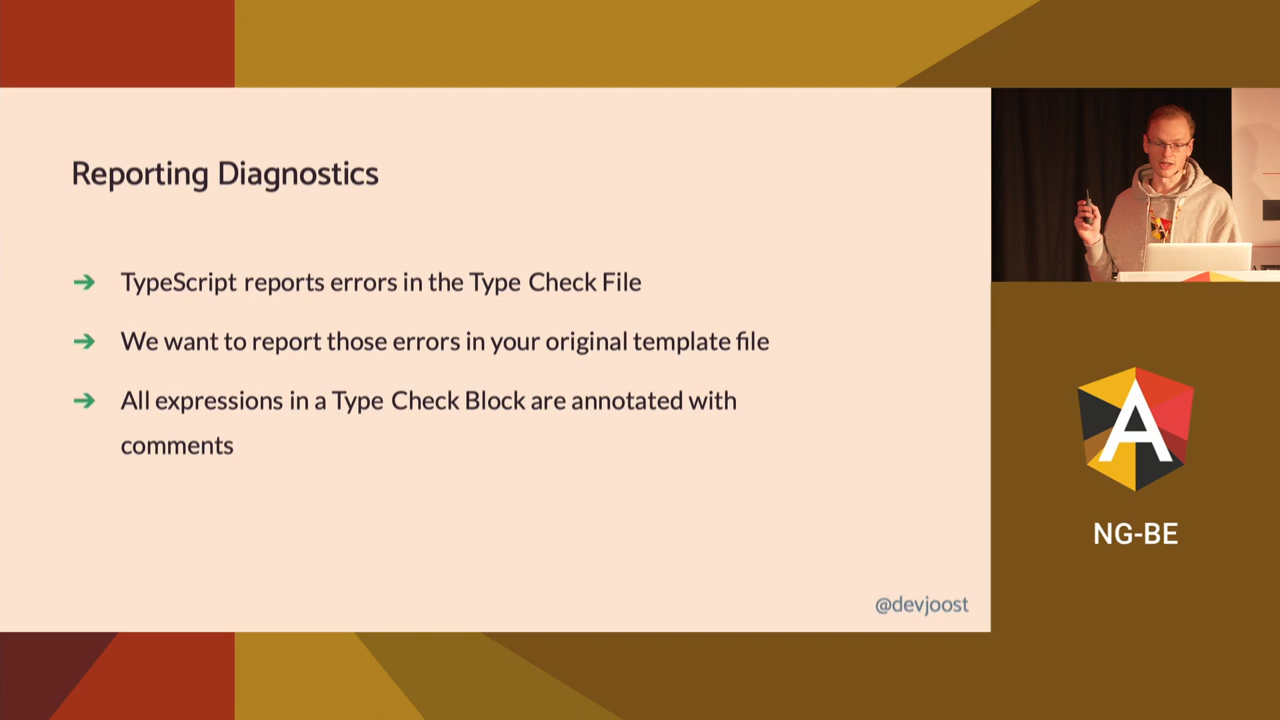 Reporting Diagnostics
➔ TypeScript reports errors in the Type Check File
➔ We want to report those errors in your original template file
➔ All expressions in a Type Check Block are annotated with
comments
@devjoost
A
NG-BE